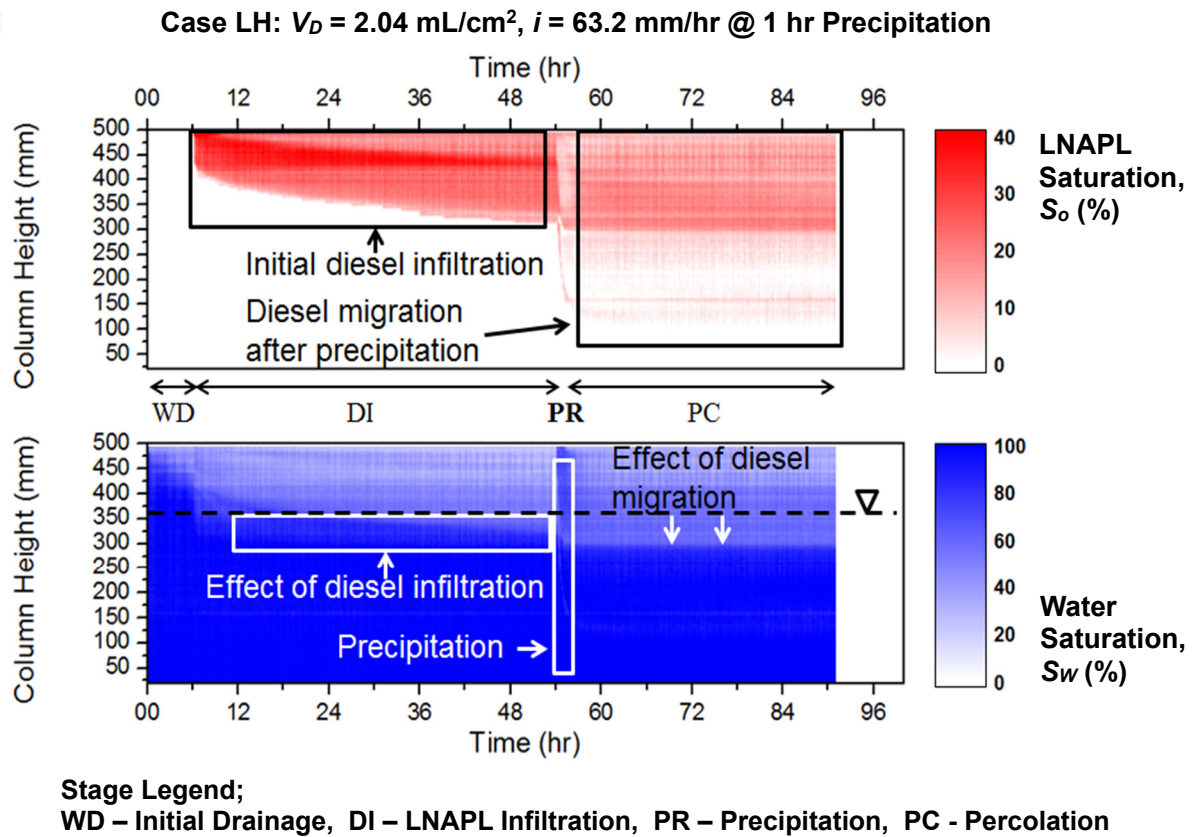 Case LH: VD = 2.04 mL/cm², i = 63.2 mm/hr @ 1 hr Precipitation
Time (hr)
00 12 24 36 48 60 72 84 96
Column Height (mm)
500
450
400
350
300
250
200
150
100
50
Initial diesel infiltration
Diesel migration
after precipitation
40
30
20
10
0
LNAPL
Saturation,
So (%)
WD DI PR PC
Column Height (mm)
500
450
400
350
300
250
200
150
100
50
Effect of diesel
migration
Effect of diesel infiltration
Precipitation
100
80
60
40
20
0
Water
Saturation,
SW (%)
00 12 24 36 48 60 72 84 96
Time (hr)
Stage Legend;
WD – Initial Drainage, DI – LNAPL Infiltration, PR – Precipitation, PC - Percolation